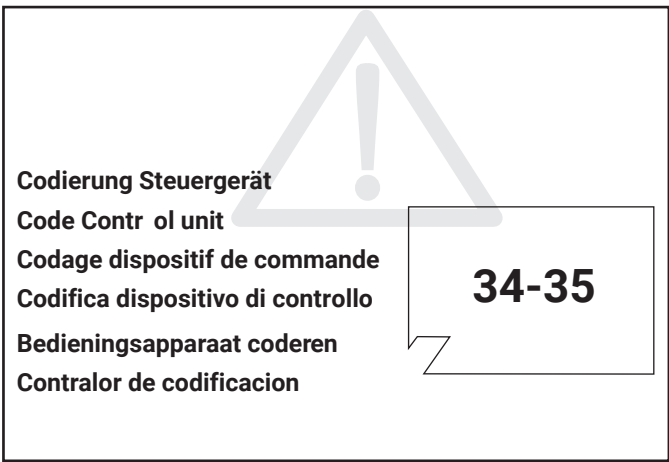 Codierung Steuergerät
Code Contr ol unit
Codage dispositif de commande
Codifica dispositivo di controllo
Bedieningsapparaat coderen
Contralor de codificacion
34-35